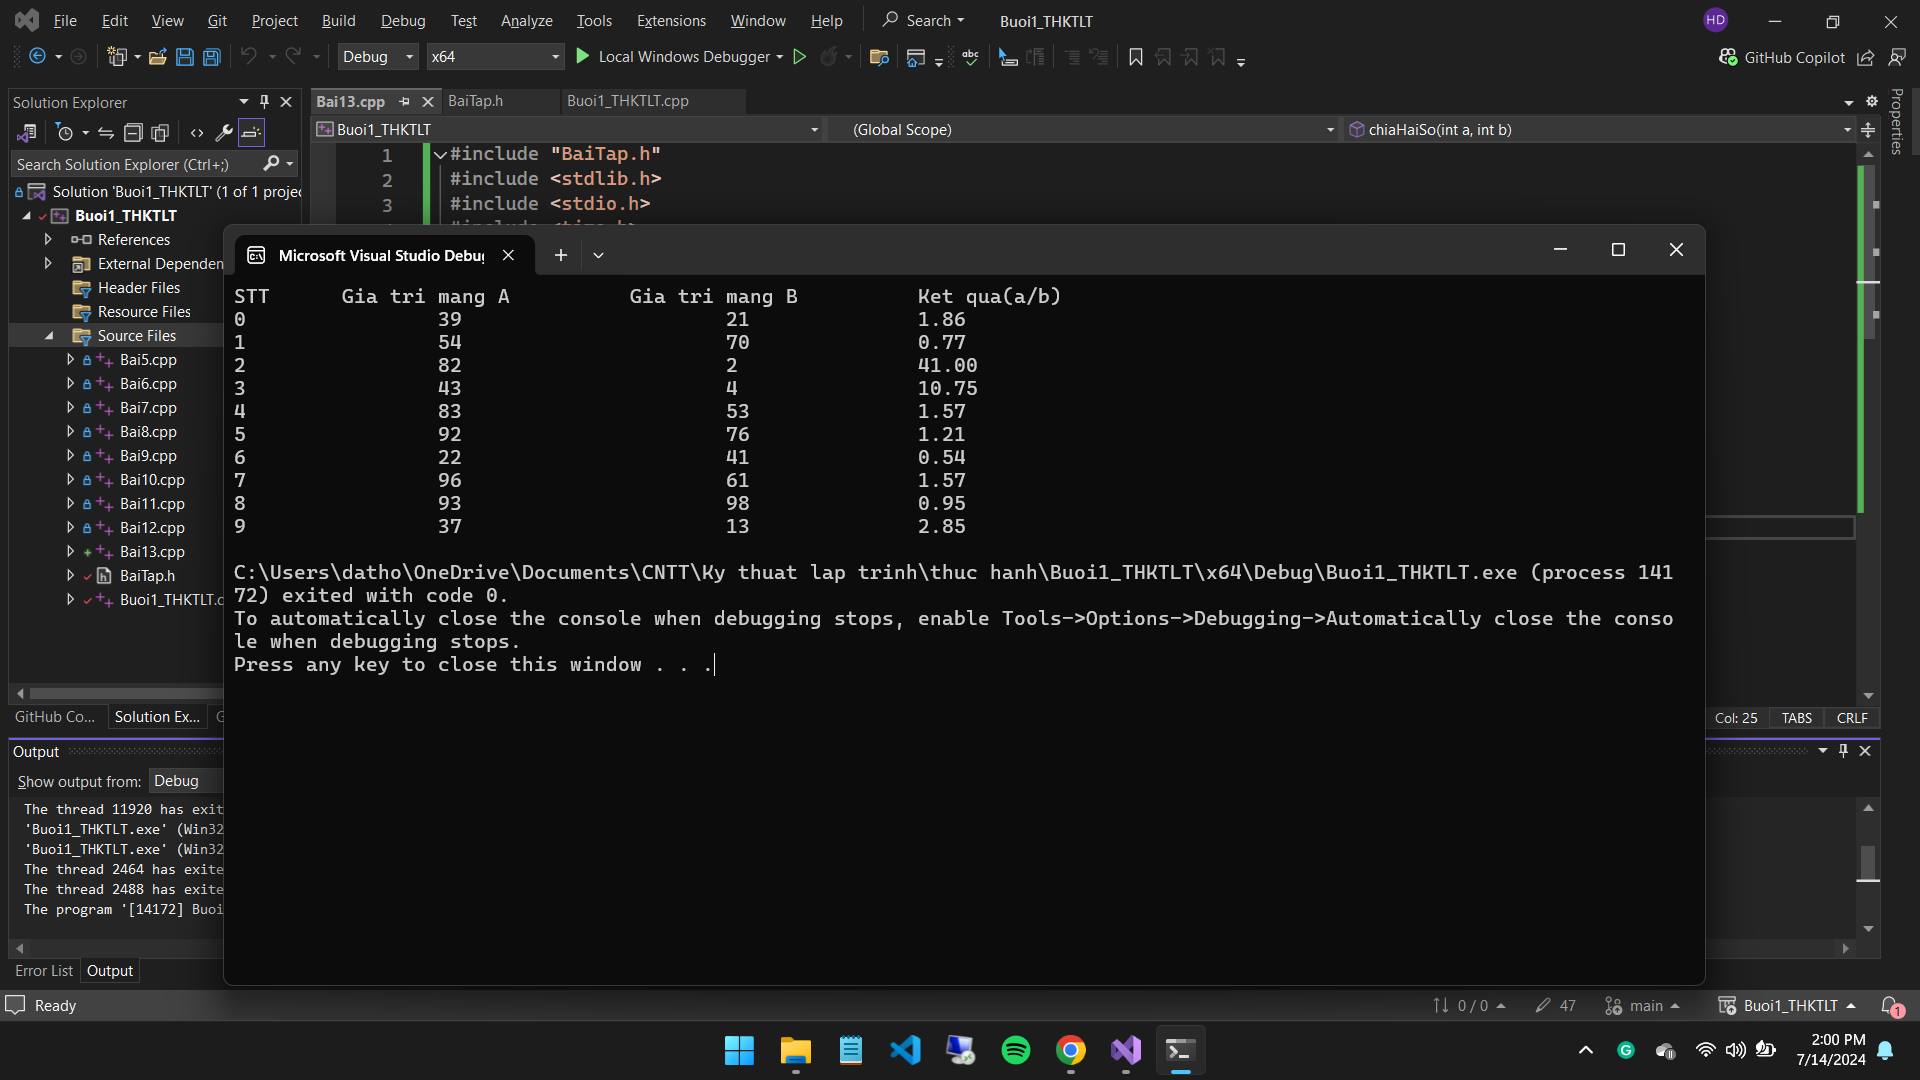 File Edit View Git Project Build Debug Test Analyze Tools Extensions Window Help Search Buoi1_THKTLT HD
Debug x64 Local Windows Debugger GitHub Copilot
Solution Explorer
Bai13.cpp BaiTap.h Buoi1_THKTLT.cpp
Properties
Buoi1_THKTLT (Global Scope) chiaHaiSo(int a, int b)
Search Solution Explorer (Ctrl+;)
Solution 'Buoi1_THKTLT' (1 of 1 projec
Buoi1_THKTLT
References
External Dependen
Header Files
Resource Files
Source Files
Bai5.cpp
Bai6.cpp
Bai7.cpp
Bai8.cpp
Bai9.cpp
Bai10.cpp
Bai11.cpp
Bai12.cpp
Bai13.cpp
BaiTap.h
Buoi1_THKTLT.c
GitHub Co... Solution Ex... G
1 #include "BaiTap.h"
2 #include <stdlib.h>
3 #include <stdio.h>
Microsoft Visual Studio Debug
STT Gia tri mang A Gia tri mang B Ket qua(a/b)
0 39 21 1.86
1 54 70 0.77
2 82 2 41.00
3 43 4 10.75
4 83 53 1.57
5 92 76 1.21
6 22 41 0.54
7 96 61 1.57
8 93 98 0.95
9 37 13 2.85
C:\Users\datho\OneDrive\Documents\CNTT\Ky thuat lap trinh\thuc hanh\Buoi1_THKTLT\x64\Debug\Buoi1_THKTLT.exe (process 141
72) exited with code 0.
To automatically close the console when debugging stops, enable Tools->Options->Debugging->Automatically close the conso
le when debugging stops.
Press any key to close this window . . .
Col: 25 TABS CRLF
Output
Show output from: Debug
The thread 11920 has exit
'Buoi1_THKTLT.exe' (Win32
'Buoi1_THKTLT.exe' (Win32
The thread 2464 has exite
The thread 2488 has exite
The program '[14172] Buoi
Error List Output
Ready 0 / 0 47 main Buoi1_THKTLT 1
2:00 PM
7/14/2024